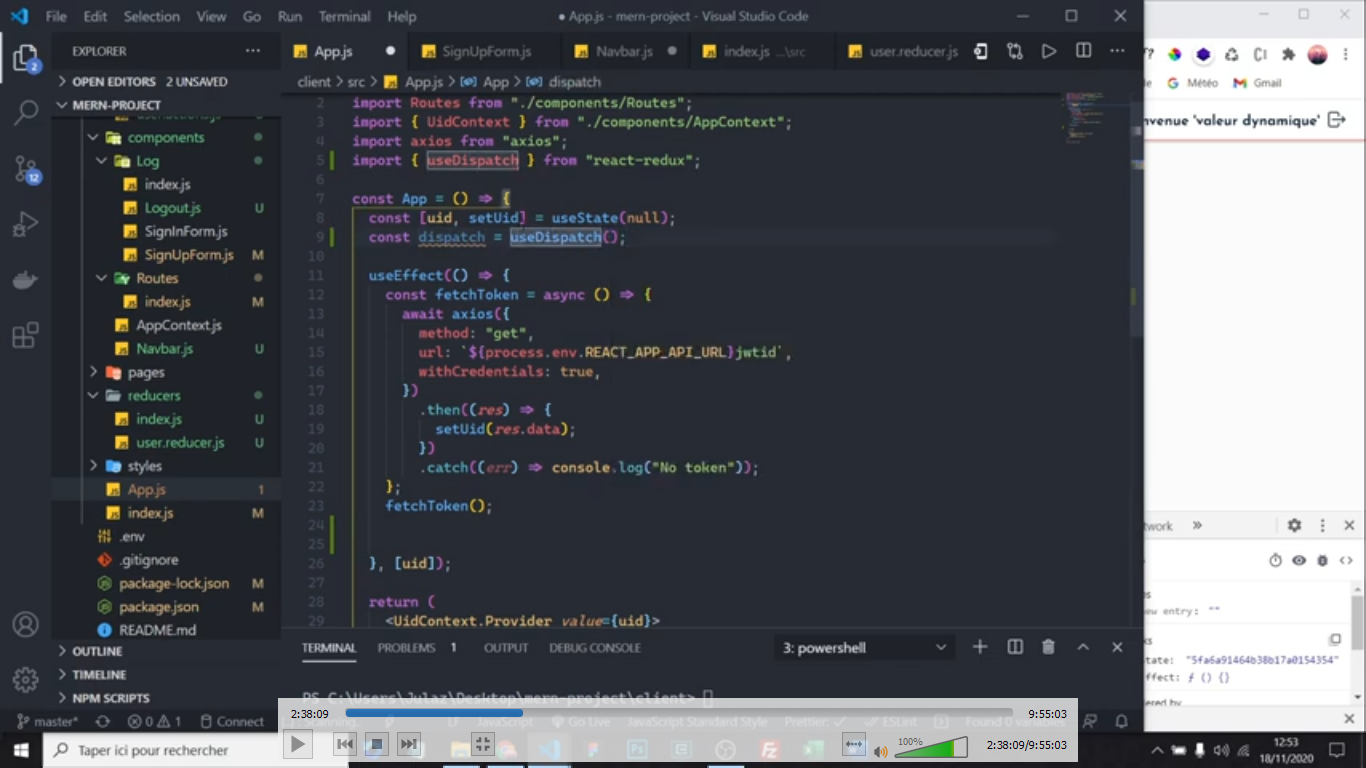 File Edit Selection View Go Run Terminal Help
● App.js - mern-project - Visual Studio Code
EXPLORER
OPEN EDITORS 2 UNSAVED
MERN-PROJECT
components
Log
index.js
Logout.js U
SignInForm.js
SignUpForm.js M
Routes
index.js M
AppContext.js
Navbar.js U
pages
reducers
index.js U
user.reducer.js U
styles
App.js 1
index.js M
.env
.gitignore
package-lock.json M
package.json M
README.md
OUTLINE
TIMELINE
NPM SCRIPTS
2
12
App.js SignUpForm.js Navbar.js index.js ...\src user.reducer.js
client > src > App.js > App > dispatch
2 import Routes from "./components/Routes";
3 import { UidContext } from "./components/AppContext";
4 import axios from "axios";
5 import { useDispatch } from "react-redux";
6
7 const App = () => {
8 const [uid, setUid] = useState(null);
9 const dispatch = useDispatch();
10
11 useEffect(() => {
12 const fetchToken = async () => {
13 await axios({
14 method: "get",
15 url: `${process.env.REACT_APP_API_URL}jwtid`,
16 withCredentials: true,
17 })
18 .then((res) => {
19 setUid(res.data);
20 })
21 .catch((err) => console.log("No token"));
22 };
23 fetchToken();
24
25
26 }, [uid]);
27
28 return (
29 <UidContext.Provider value={uid}>
TERMINAL PROBLEMS 1 OUTPUT DEBUG CONSOLE 3: powershell
PS C:\Users\Julaz\Desktop\mern-project\client>
master* 0 1 Connect
JavaScript Go Live JavaScript Standard Style Prettier: ✓ ESLint Found 0 variables
2:38:09 9:55:03
100% 2:38:09/9:55:03
Météo Gmail
nvenue 'valeur dynamique'
twork »
ew entry: ""
tate: "5fa6a91464b38b17a0154354"
ffect: ƒ () {}
ered by
Taper ici pour rechercher
12:53
18/11/2020